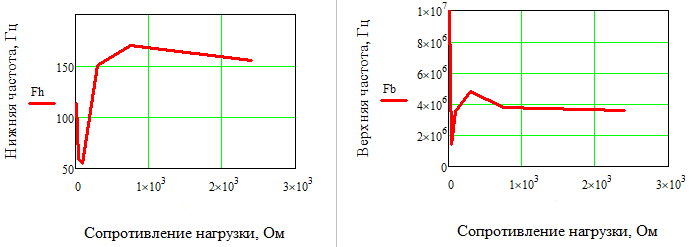 Нижняя частота, Гц
Fh
150
100
50
0
1×10³
2×10³
3×10³
Сопротивление нагрузки, Ом
Верхняя частота, Гц
Fb
1×10⁷
8×10⁶
6×10⁶
4×10⁶
2×10⁶
0
0
1×10³
2×10³
3×10³
Сопротивление нагрузки, Ом